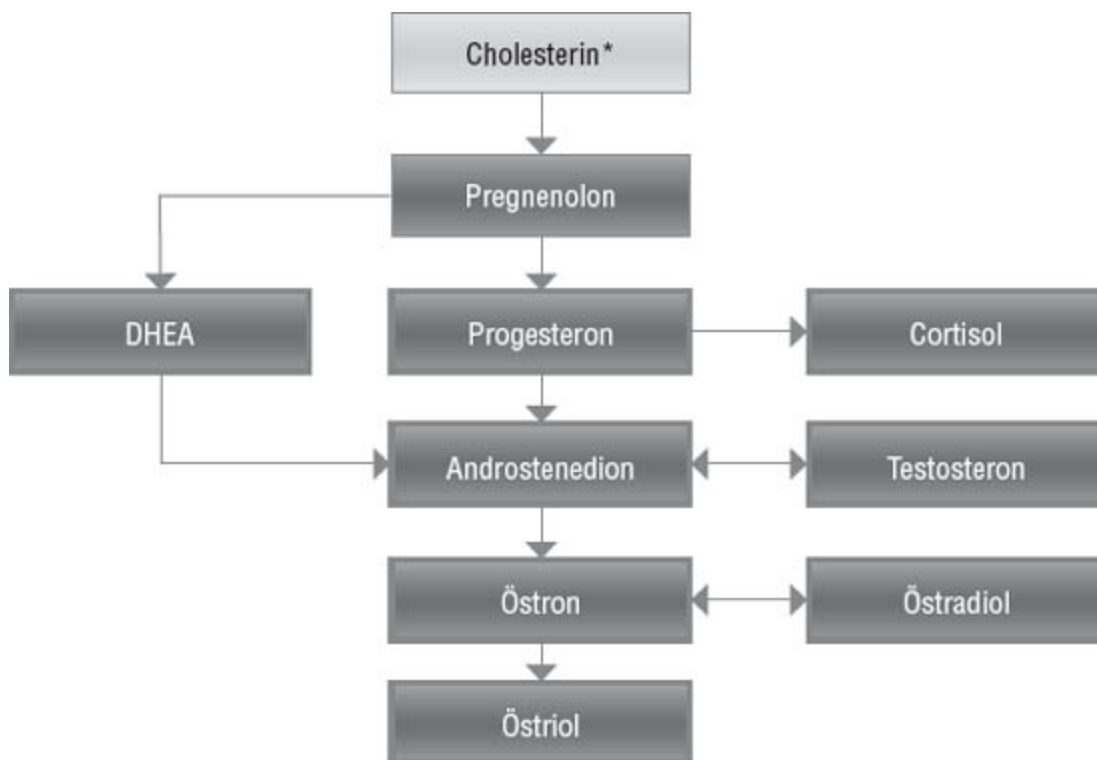 Cholesterin*
Pregnenolon
DHEA
Progesteron
Cortisol
Androstenedion
Testosteron
Östron
Östradiol
Östriol